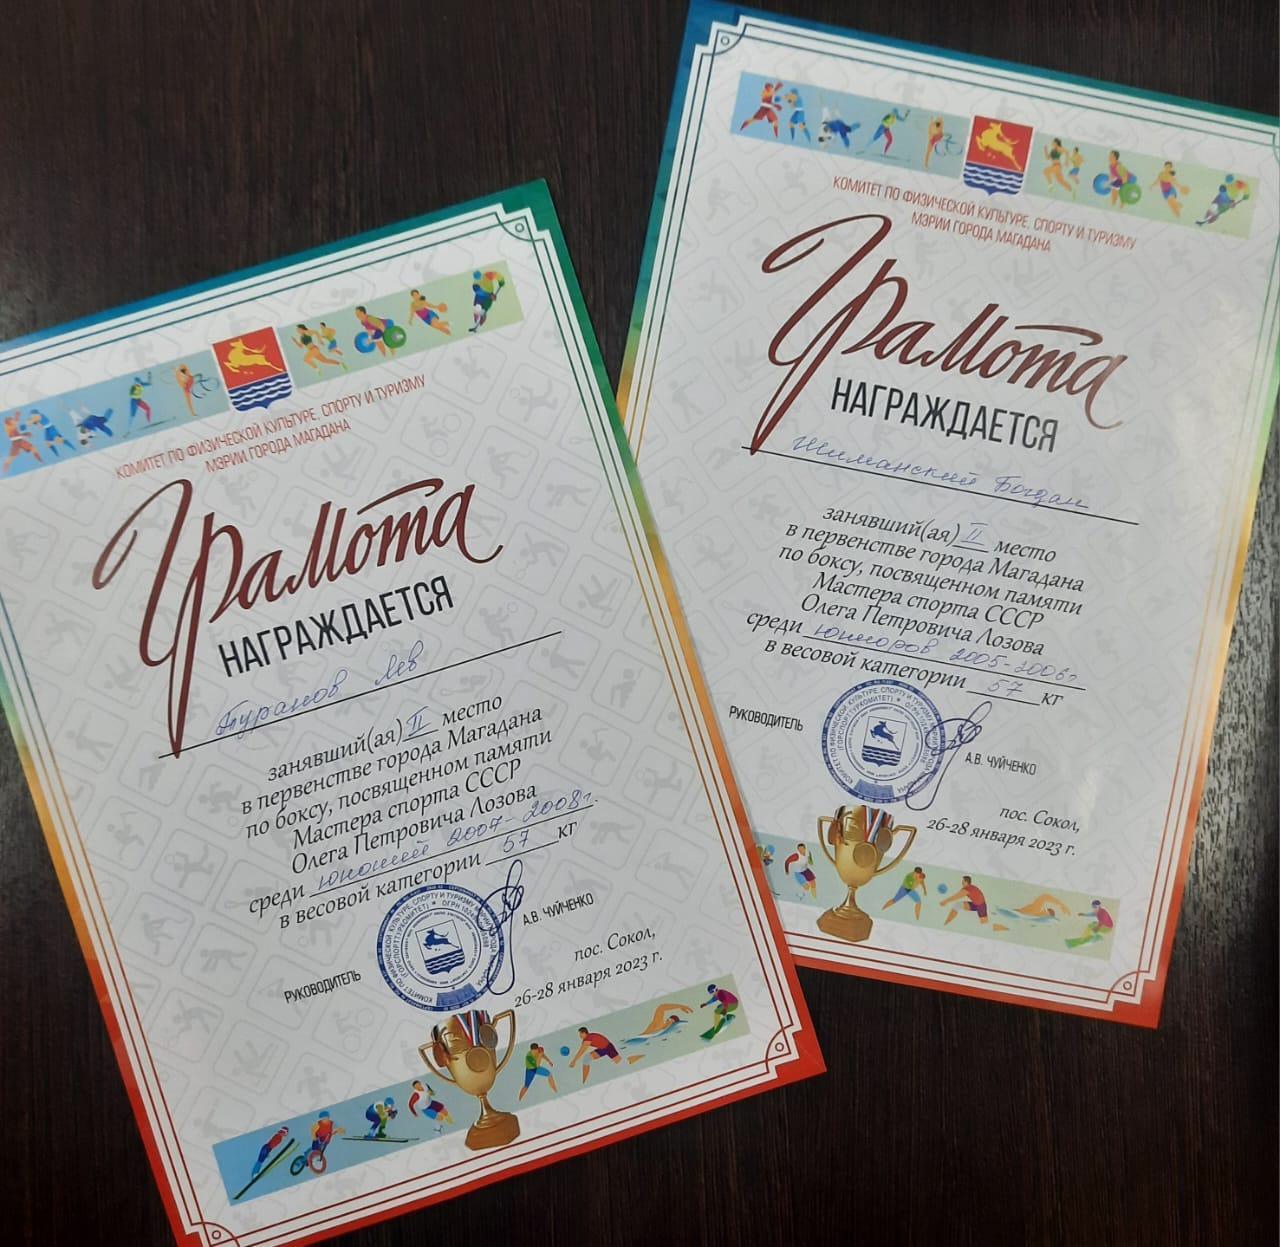 КОМИТЕТ ПО ФИЗИЧЕСКОЙ КУЛЬТУРЕ, СПОРТУ И ТУРИЗМУ
МЭРИИ ГОРОДА МАГАДАНА
Грамота
НАГРАЖДАЕТСЯ
Туранов Лев
занявший(ая) II место
в первенстве города Магадана
по боксу, посвященном памяти
Мастера спорта СССР
Олега Петровича Лозова
среди юношей 2007-2008г.
в весовой категории 57 кг
РУКОВОДИТЕЛЬ
А.В. ЧУЙЧЕНКО
пос. Сокол,
26-28 января 2023 г.
КОМИТЕТ ПО ФИЗИЧЕСКОЙ КУЛЬТУРЕ, СПОРТУ И ТУРИЗМУ
МЭРИИ ГОРОДА МАГАДАНА
Грамота
НАГРАЖДАЕТСЯ
Шиманский Богдан
занявший(ая) II место
в первенстве города Магадана
по боксу, посвященном памяти
Мастера спорта СССР
Олега Петровича Лозова
среди юниоров 2005-2006г
в весовой категории 57 кг
РУКОВОДИТЕЛЬ
А.В. ЧУЙЧЕНКО
пос. Сокол,
26-28 января 2023 г.